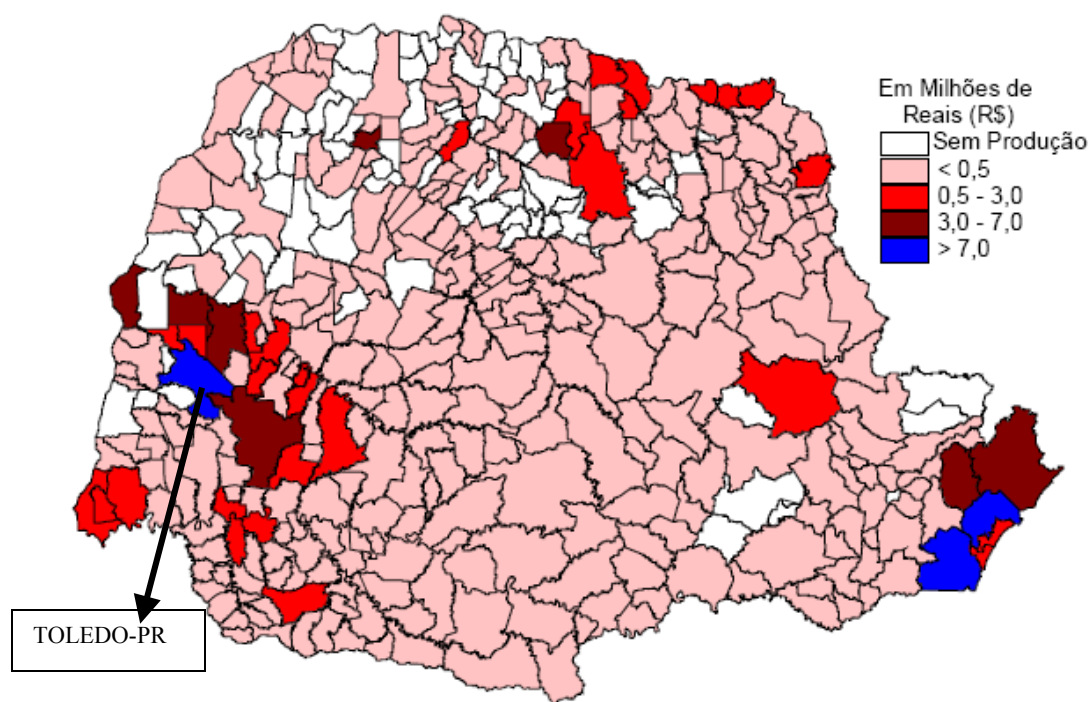 Em Milhões de
Reais (R$)
Sem Produção
< 0,5
0,5 - 3,0
3,0 - 7,0
> 7,0
TOLEDO-PR